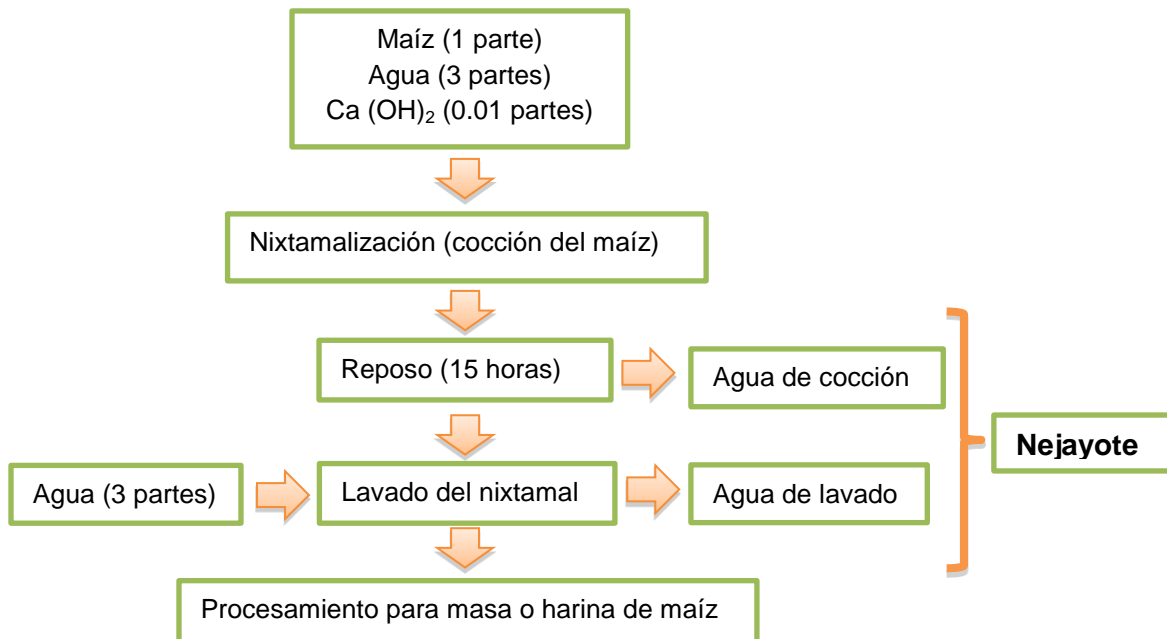 Maíz (1 parte)
Agua (3 partes)
Ca (OH)₂ (0.01 partes)
Nixtamalización (cocción del maíz)
Reposo (15 horas)
Agua de cocción
Nejayote
Agua (3 partes)
Lavado del nixtamal
Agua de lavado
Procesamiento para masa o harina de maíz